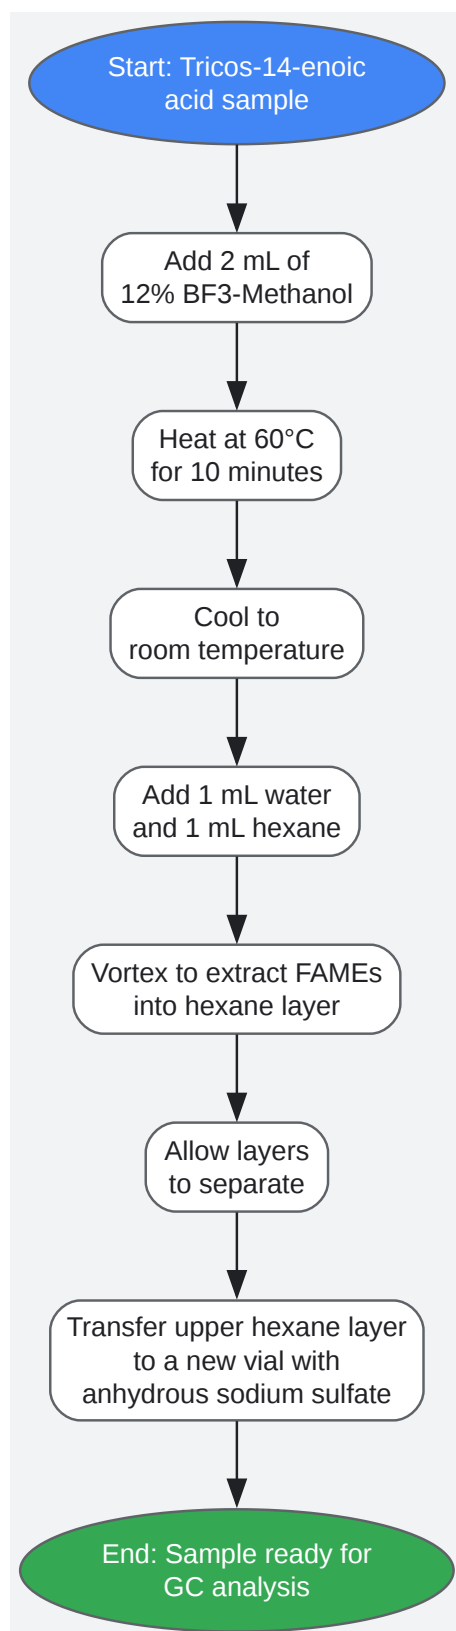 Start: Tricos-14-enoic
acid sample
Add 2 mL of
12% BF3-Methanol
Heat at 60°C
for 10 minutes
Cool to
room temperature
Add 1 mL water
and 1 mL hexane
Vortex to extract FAMEs
into hexane layer
Allow layers
to separate
Transfer upper hexane layer
to a new vial with
anhydrous sodium sulfate
End: Sample ready for
GC analysis